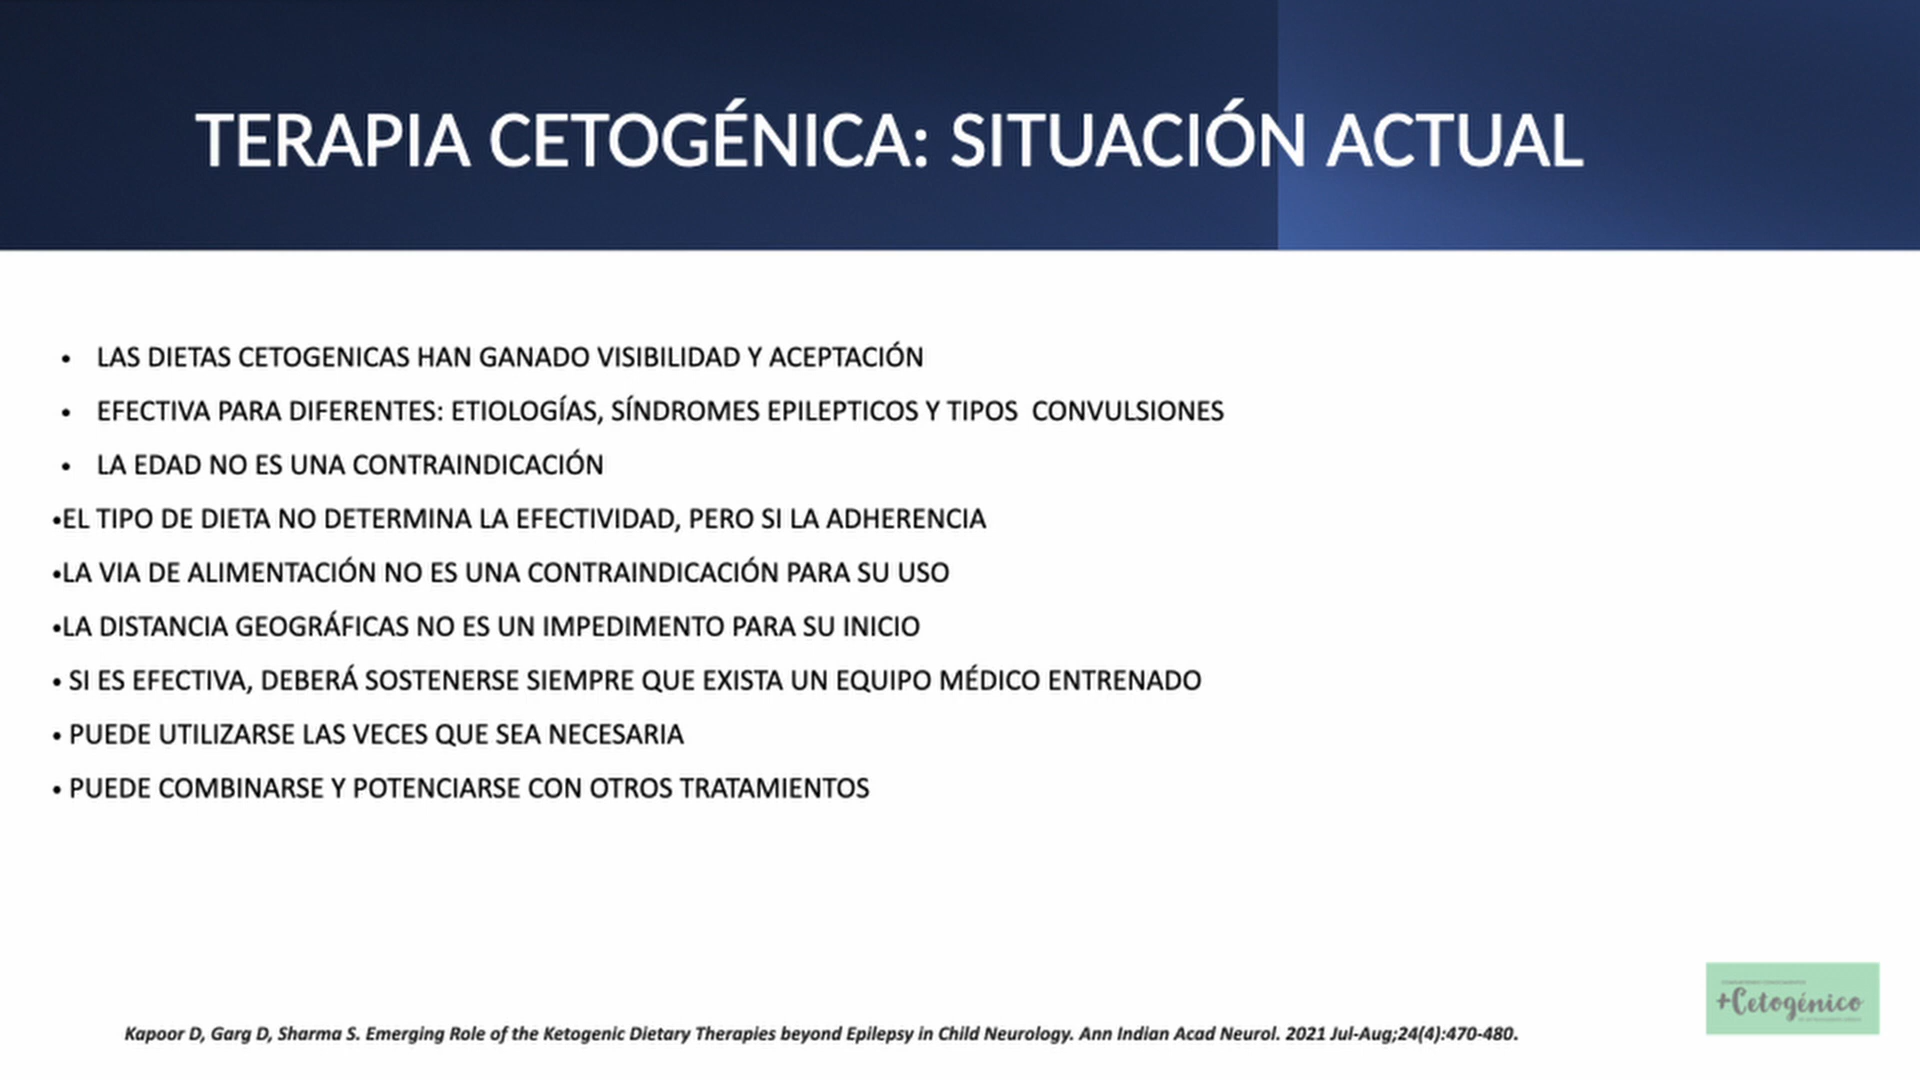 TERAPIA CETOGÉNICA: SITUACIÓN ACTUAL
• LAS DIETAS CETOGENICAS HAN GANADO VISIBILIDAD Y ACEPTACIÓN
• EFECTIVA PARA DIFERENTES: ETIOLOGÍAS, SÍNDROMES EPILEPTICOS Y TIPOS  CONVULSIONES
• LA EDAD NO ES UNA CONTRAINDICACIÓN
•EL TIPO DE DIETA NO DETERMINA LA EFECTIVIDAD, PERO SI LA ADHERENCIA
•LA VIA DE ALIMENTACIÓN NO ES UNA CONTRAINDICACIÓN PARA SU USO
•LA DISTANCIA GEOGRÁFICAS NO ES UN IMPEDIMENTO PARA SU INICIO
• SI ES EFECTIVA, DEBERÁ SOSTENERSE SIEMPRE QUE EXISTA UN EQUIPO MÉDICO ENTRENADO
• PUEDE UTILIZARSE LAS VECES QUE SEA NECESARIA
• PUEDE COMBINARSE Y POTENCIARSE CON OTROS TRATAMIENTOS
+Cetogénico
Kapoor D, Garg D, Sharma S. Emerging Role of the Ketogenic Dietary Therapies beyond Epilepsy in Child Neurology. Ann Indian Acad Neurol. 2021 Jul-Aug;24(4):470-480.